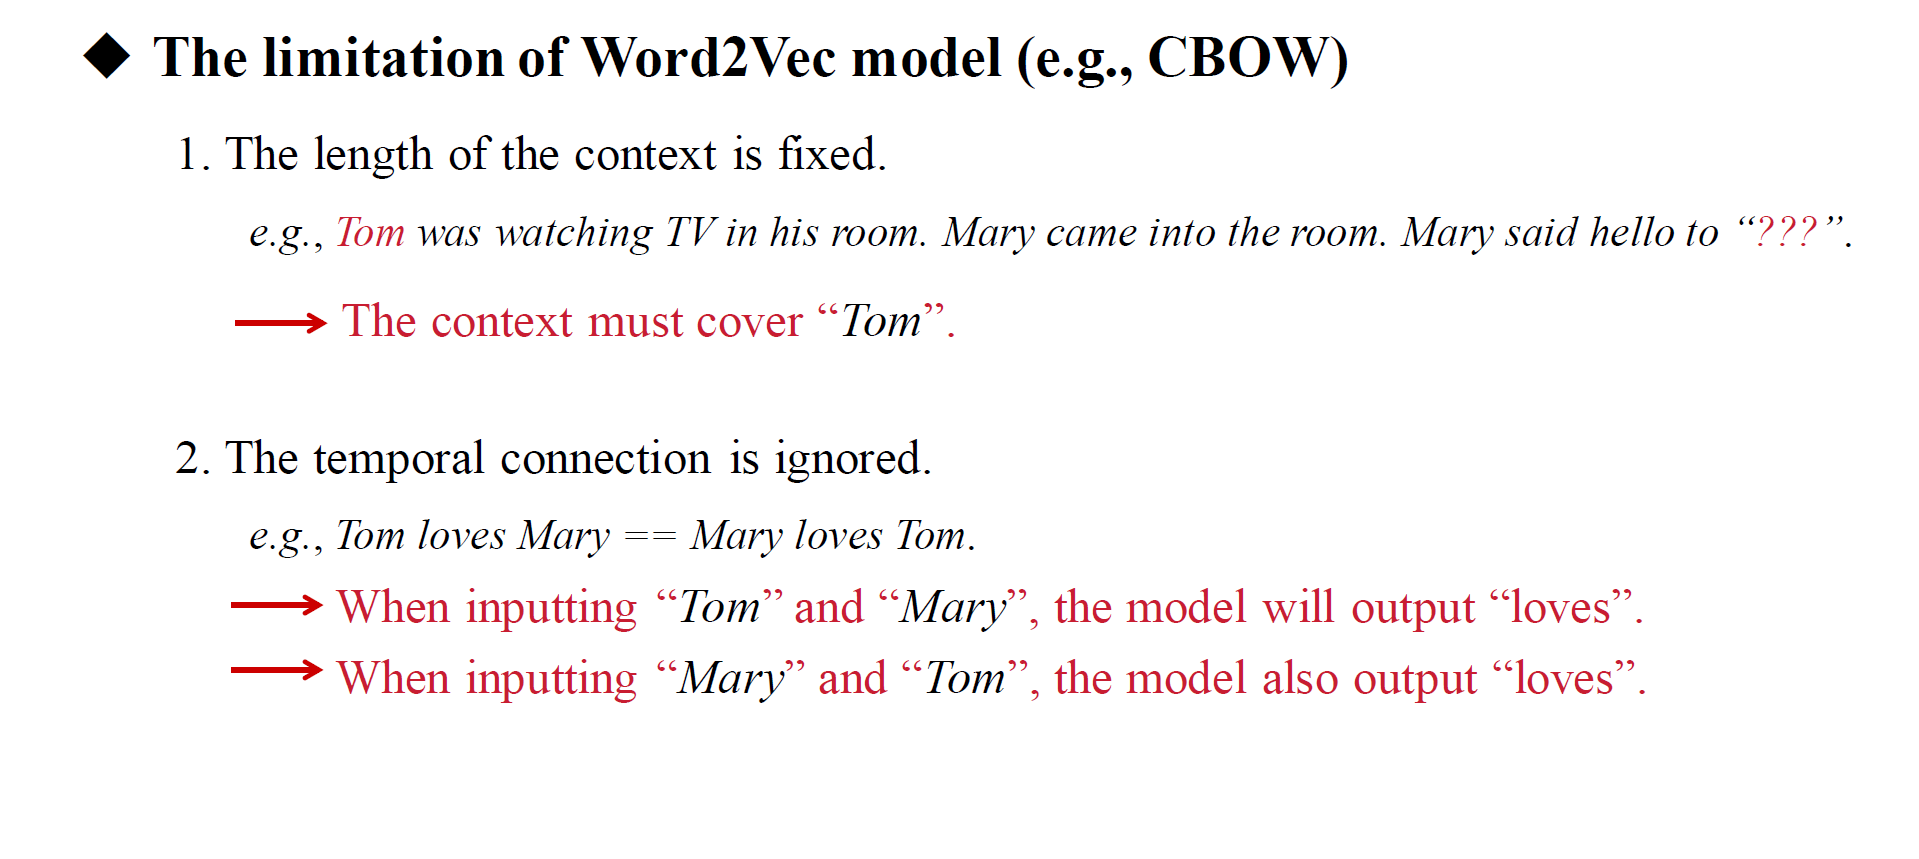 ◆ The limitation of Word2Vec model (e.g., CBOW)
1. The length of the context is fixed.
e.g., Tom was watching TV in his room. Mary came into the room. Mary said hello to “???”.
The context must cover “Tom”.
2. The temporal connection is ignored.
e.g., Tom loves Mary == Mary loves Tom.
When inputting “Tom” and “Mary”, the model will output “loves”.
When inputting “Mary” and “Tom”, the model also output “loves”.